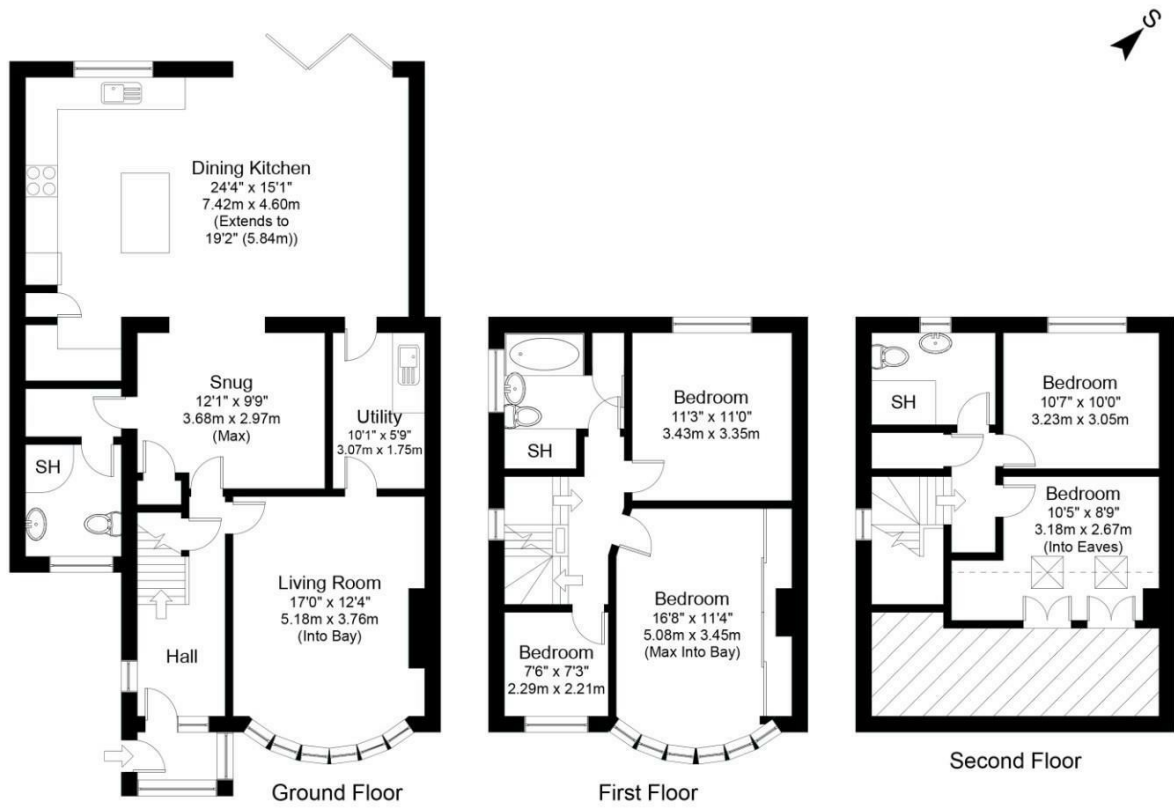 S
Dining Kitchen
24'4" x 15'1"
7.42m x 4.60m
(Extends to
19'2" (5.84m))
Snug
12'1" x 9'9"
3.68m x 2.97m
(Max)
Utility
10'1" x 5'9"
3.07m x 1.75m
SH
Living Room
17'0" x 12'4"
5.18m x 3.76m
(Into Bay)
Hall
Ground Floor
Bedroom
11'3" x 11'0"
3.43m x 3.35m
SH
Bedroom
16'8" x 11'4"
5.08m x 3.45m
(Max Into Bay)
Bedroom
7'6" x 7'3"
2.29m x 2.21m
First Floor
Bedroom
10'7" x 10'0"
3.23m x 3.05m
SH
Bedroom
10'5" x 8'9"
3.18m x 2.67m
(Into Eaves)
Second Floor